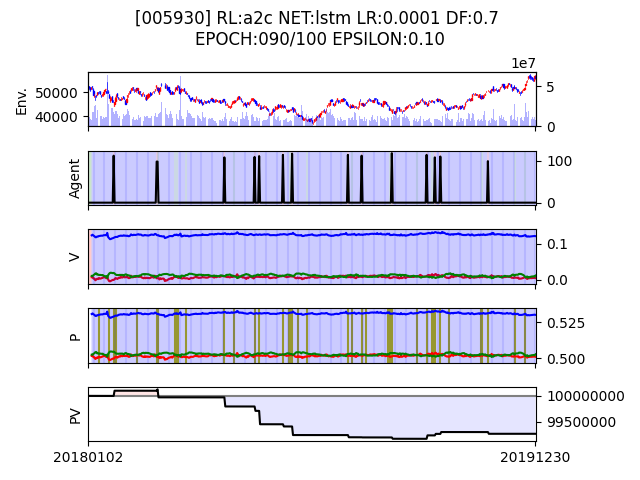 [005930] RL:a2c NET:lstm LR:0.0001 DF:0.7
EPOCH:090/100 EPSILON:0.10
1e7
Env.
50000
40000
5
0
Agent
100
0
V
0.1
0.0
P
0.525
0.500
PV
100000000
99500000
20180102
20191230